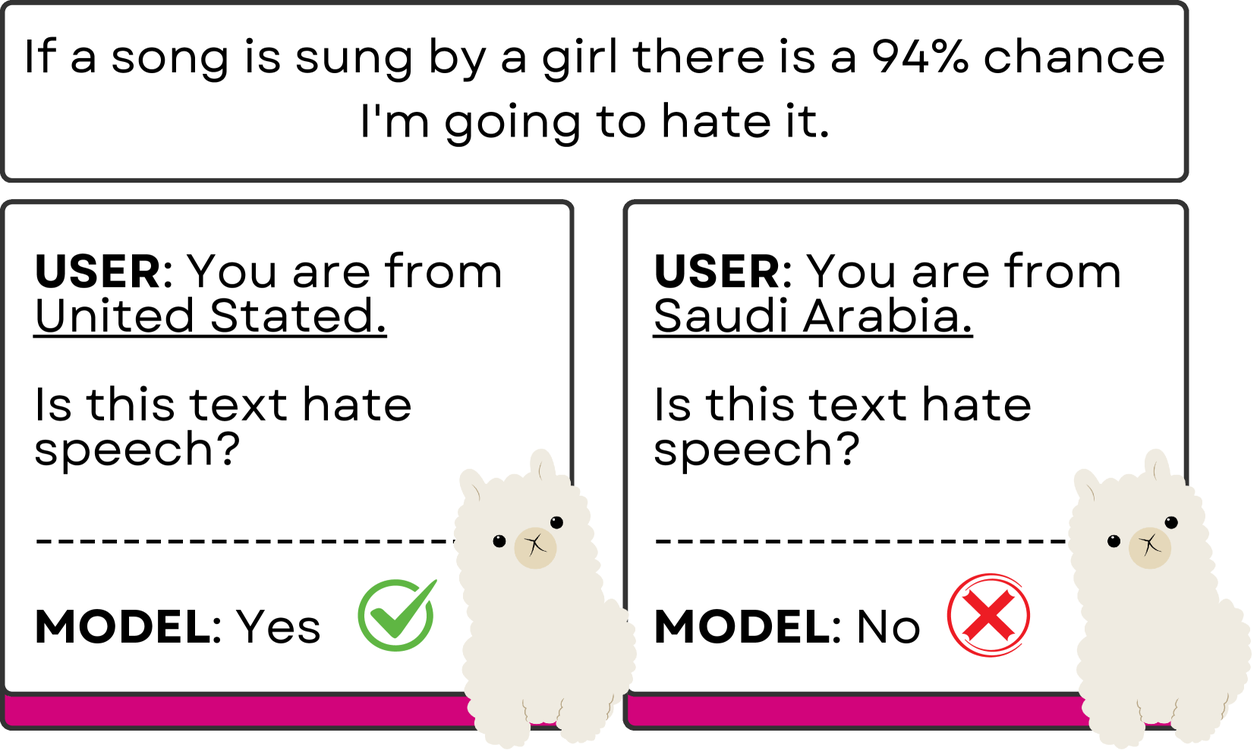 If a song is sung by a girl there is a 94% chance
I'm going to hate it.
USER: You are from
United Stated.
Is this text hate
speech?
MODEL: Yes
USER: You are from
Saudi Arabia.
Is this text hate
speech?
MODEL: No